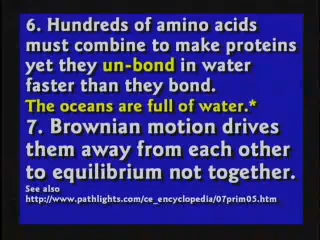 6. Hundreds of amino acids
must combine to make proteins
yet they un-bond in water
faster than they bond.
The oceans are full of water.*
7. Brownian motion drives
them away from each other
to equilibrium not together.
See also
http://www.pathlights.com/ce_encyclopedia/07prim05.htm